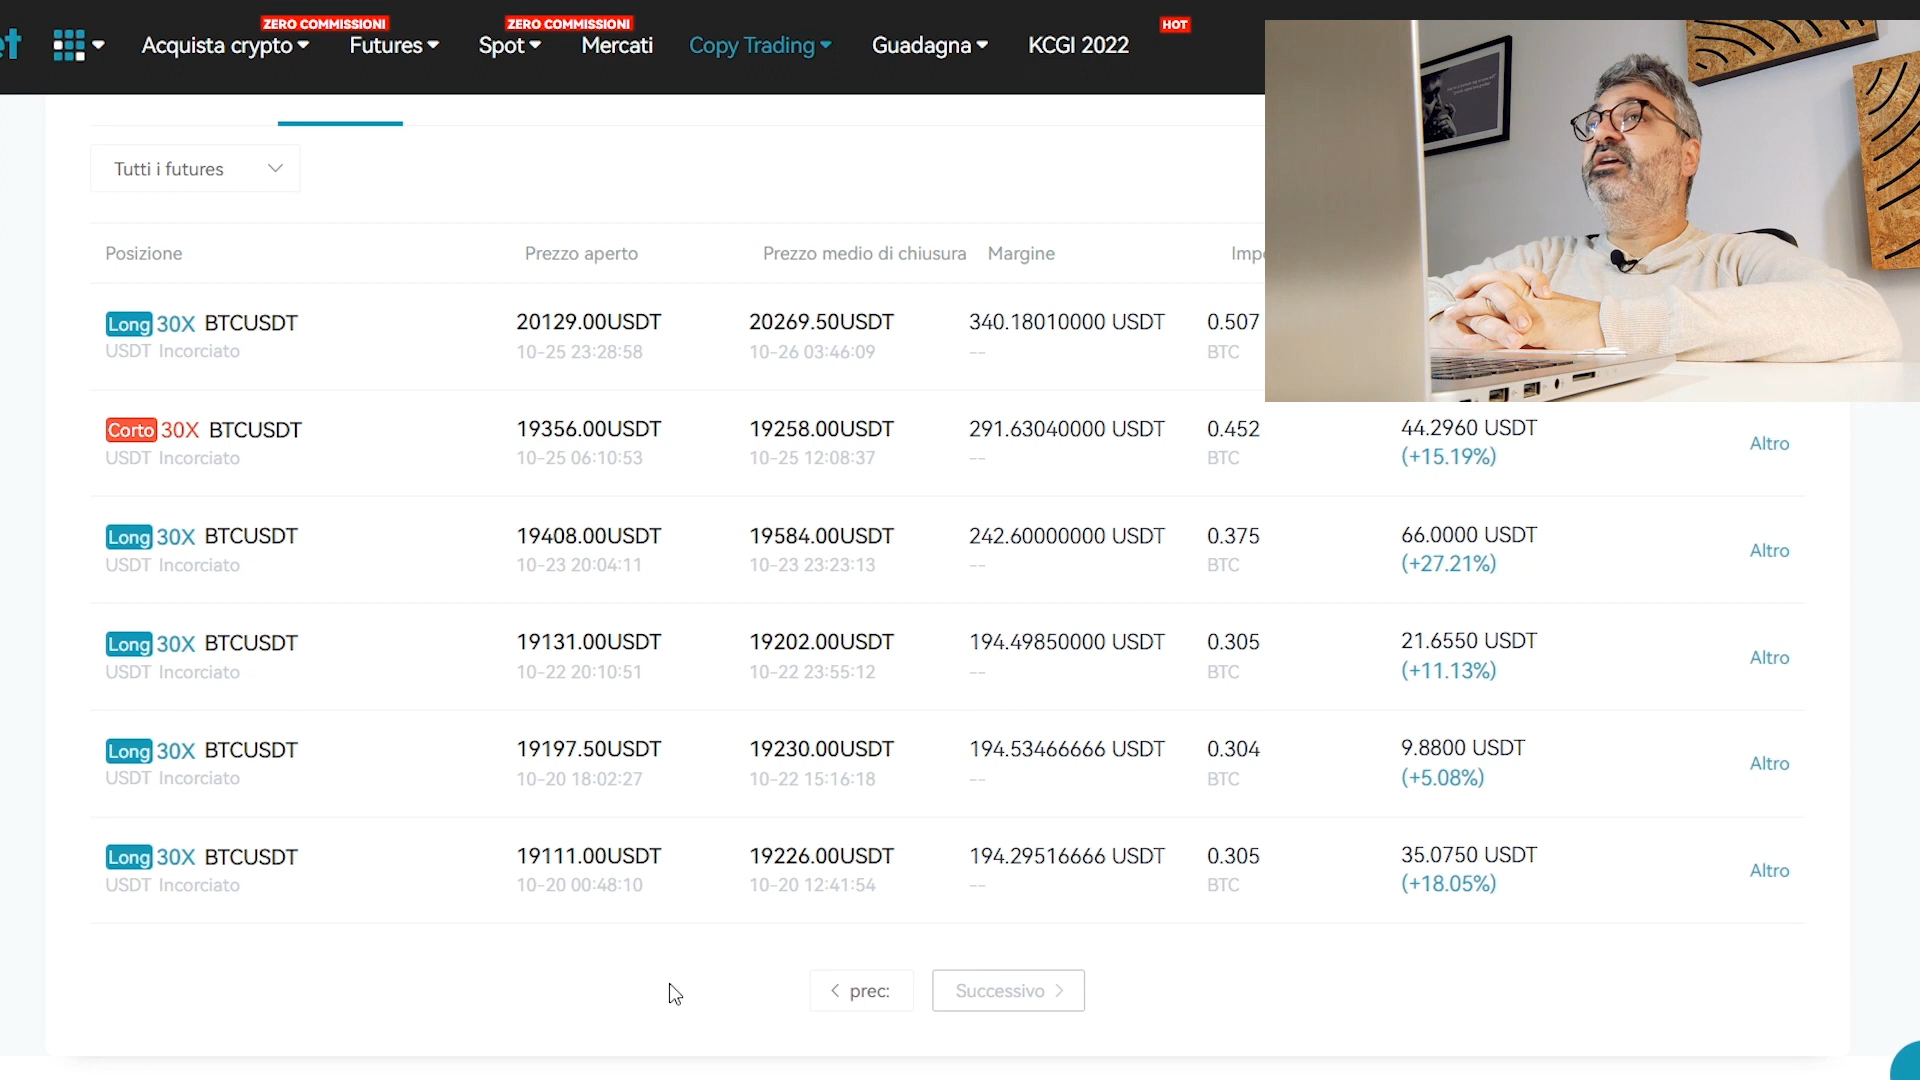 ZERO COMMISSIONI
ZERO COMMISSIONI
HOT
et
Acquista crypto
Futures
Spot
Mercati
Copy Trading
Guadagna
KCGI 2022
Tutti i futures
Posizione
Prezzo aperto
Prezzo medio di chiusura
Margine
Imp
Long 30X BTCUSDT
20129.00USDT
20269.50USDT
340.18010000 USDT
0.507
USDT Incorciato
10-25 23:28:58
10-26 03:46:09
--
BTC
Corto 30X BTCUSDT
19356.00USDT
19258.00USDT
291.63040000 USDT
0.452
44.2960 USDT
Altro
USDT Incorciato
10-25 06:10:53
10-25 12:08:37
--
BTC
(+15.19%)
Long 30X BTCUSDT
19408.00USDT
19584.00USDT
242.60000000 USDT
0.375
66.0000 USDT
Altro
USDT Incorciato
10-23 20:04:11
10-23 23:23:13
--
BTC
(+27.21%)
Long 30X BTCUSDT
19131.00USDT
19202.00USDT
194.49850000 USDT
0.305
21.6550 USDT
Altro
USDT Incorciato
10-22 20:10:51
10-22 23:55:12
--
BTC
(+11.13%)
Long 30X BTCUSDT
19197.50USDT
19230.00USDT
194.53466666 USDT
0.304
9.8800 USDT
Altro
USDT Incorciato
10-20 18:02:27
10-22 15:16:18
--
BTC
(+5.08%)
Long 30X BTCUSDT
19111.00USDT
19226.00USDT
194.29516666 USDT
0.305
35.0750 USDT
Altro
USDT Incorciato
10-20 00:48:10
10-20 12:41:54
--
BTC
(+18.05%)
< prec:
Successivo >